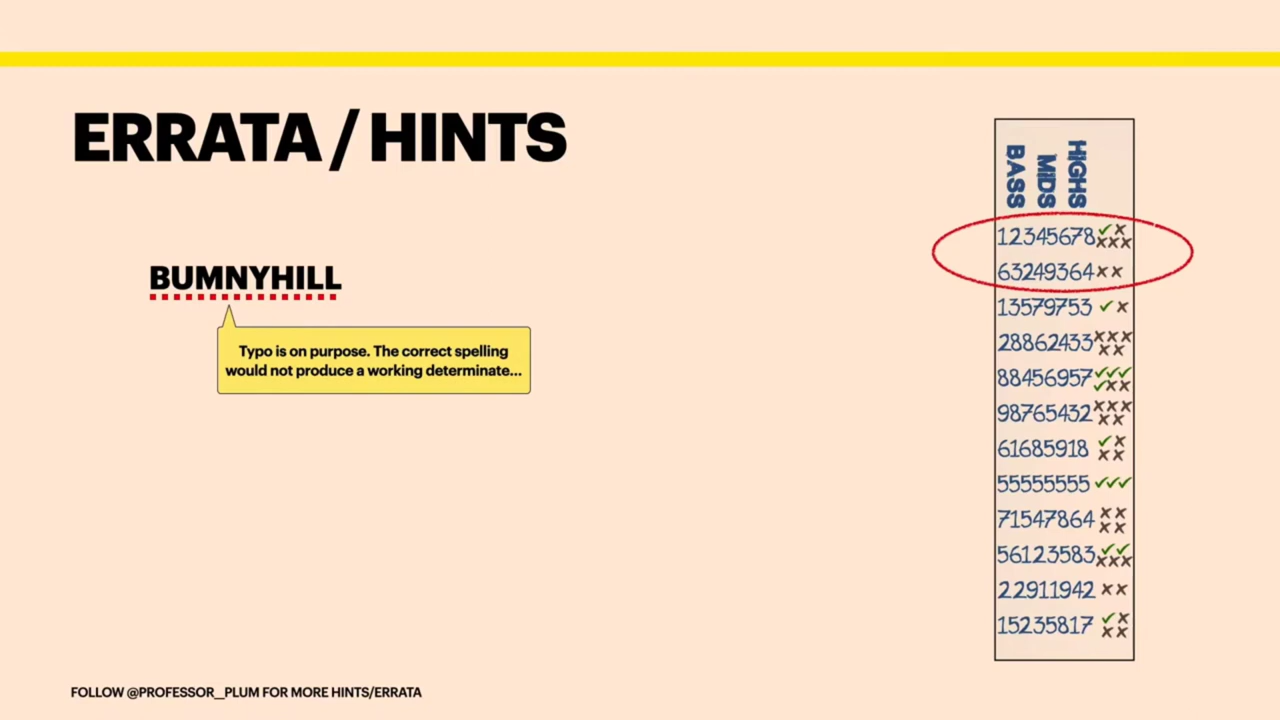 ERRATA / HINTS
BUMNYHILL
Typo is on purpose. The correct spelling
would not produce a working determinate...
BASS
MIDS
HIGHS
12345678 ✓×
×××
63249364 ××
13579753 ✓×
28862433 ×××
××
88456957 ✓✓✓
✓××
98765432 ×××
××
61685918 ✓×
××
55555555 ✓✓✓
71547864 ××
××
56123583 ✓✓
×××
22911942 ××
15235817 ✓×
××
FOLLOW @PROFESSOR_PLUM FOR MORE HINTS/ERRATA